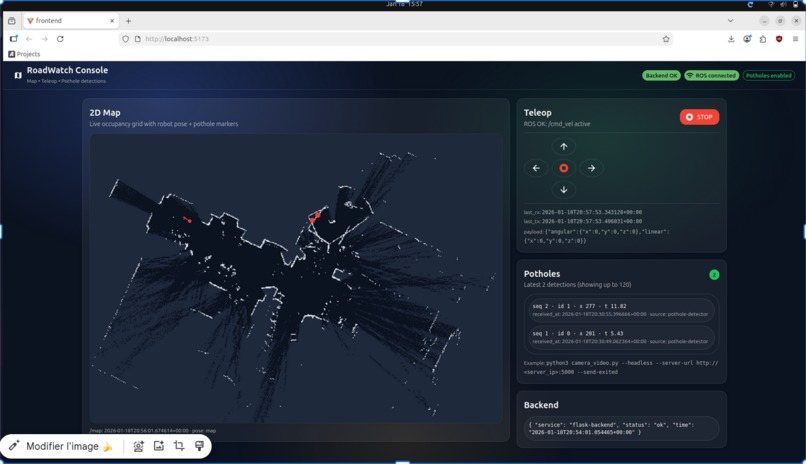 Jan 18 15:57
frontend
http://localhost:5173
Projects
RoadWatch Console
Map • Teleop • Pothole detections
Backend OK
ROS connected
Potholes enabled
2D Map
Live occupancy grid with robot pose + pothole markers
/map: 2026-01-18T20:56:01.674614+00:00 · pose: map
Teleop
ROS OK: /cmd_vel active
STOP
last_rx: 2026-01-18T20:57:53.343128+00:00
last_tx: 2026-01-18T20:57:53.406031+00:00
payload: {"angular":{"x":0,"y":0,"z":0},"linear":
{"x":0,"y":0,"z":0}}
Potholes
2
Latest 2 detections (showing up to 120)
seq 2 · id 1 · x 277 · t 11.82
received_at: 2026-01-18T20:30:55.396666+00:00 · source: pothole-detector
seq 1 · id 0 · x 201 · t 5.43
received_at: 2026-01-18T20:30:49.062364+00:00 · source: pothole-detector
Example: python3 camera_video.py --headless --server-url http://
<server_ip>:5000 --send-exited
Backend
{ "service": "flask-backend", "status": "ok", "time":
"2026-01-18T20:54:01.054465+00:00" }
Modifier l'image